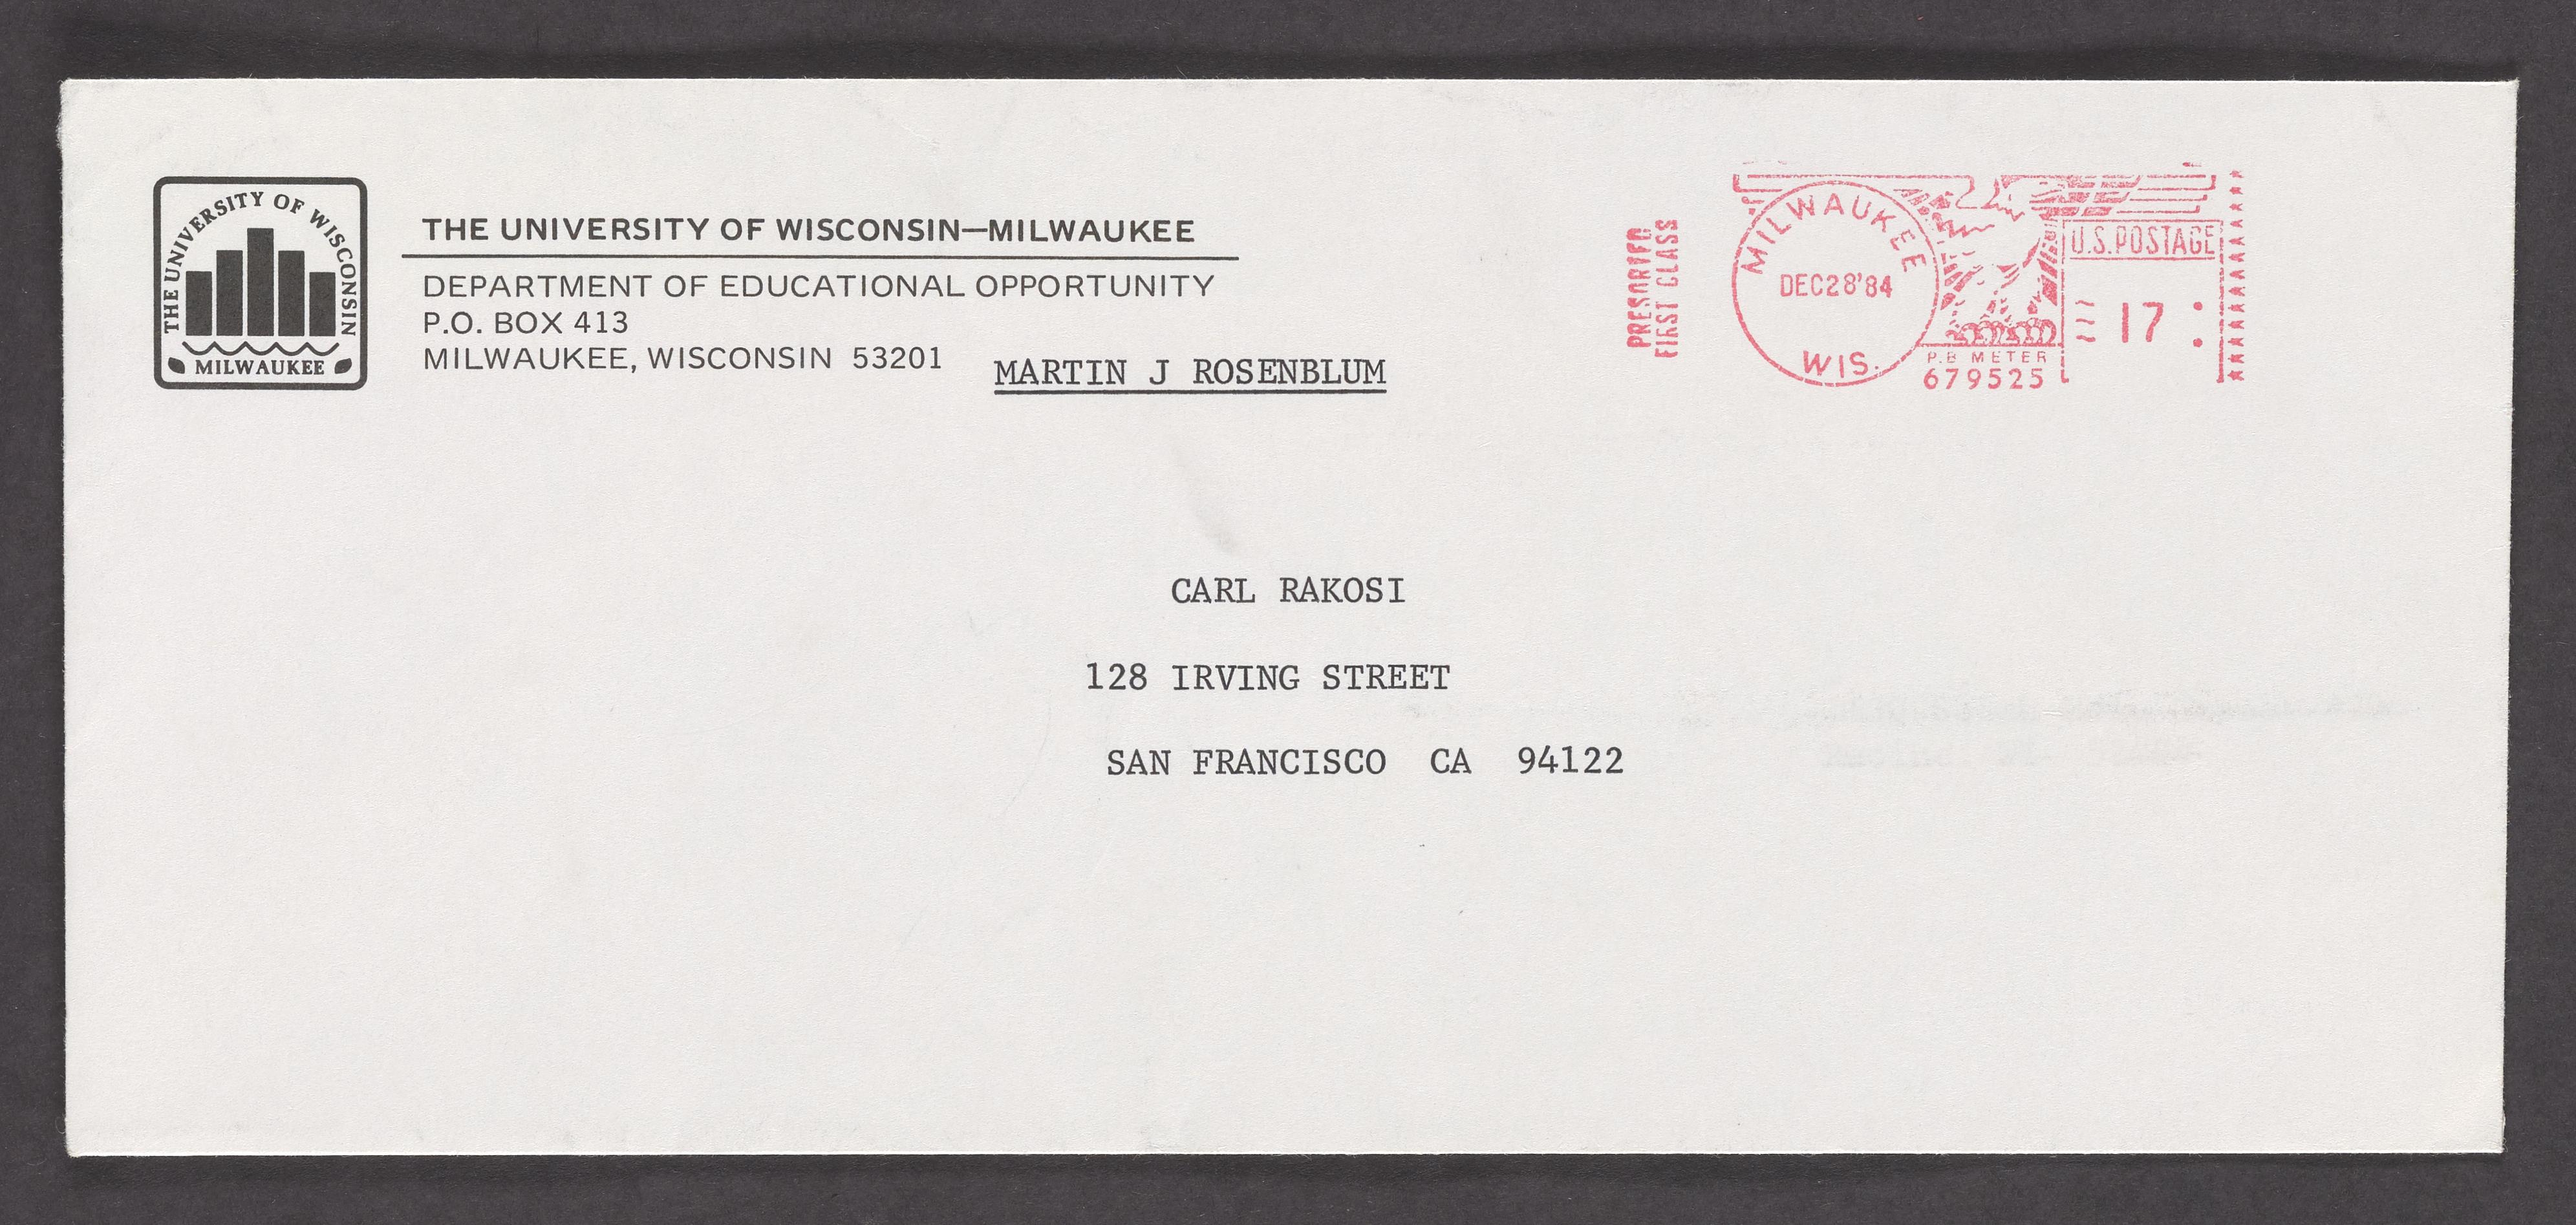 THE UNIVERSITY OF WISCONSIN
MILWAUKEE
THE UNIVERSITY OF WISCONSIN—MILWAUKEE
DEPARTMENT OF EDUCATIONAL OPPORTUNITY
P.O. BOX 413
MILWAUKEE, WISCONSIN 53201
MARTIN J ROSENBLUM
PRESORTED
FIRST CLASS
MILWAUKEE
DEC28'84
WIS.
P.B METER
679525
U.S.POSTAGE
17
CARL RAKOSI
128 IRVING STREET
SAN FRANCISCO CA 94122